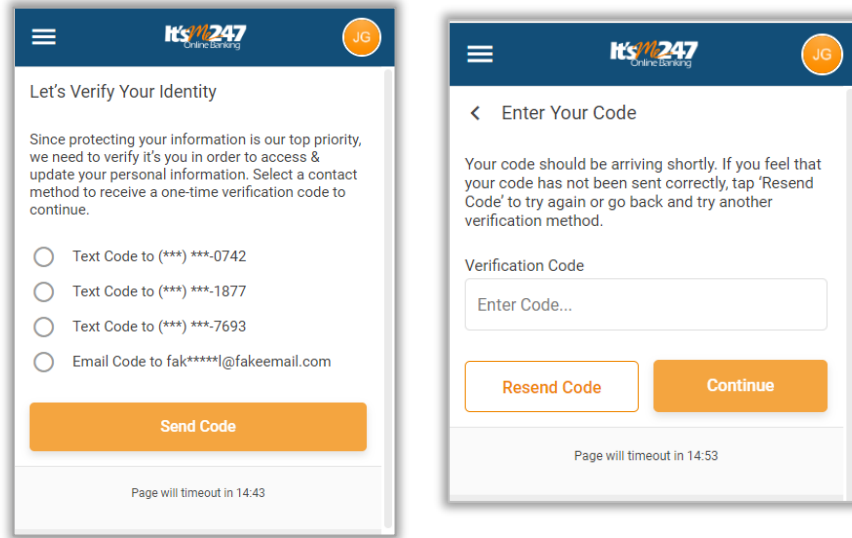 It'sMe247
Online Banking
JG
Let's Verify Your Identity
Since protecting your information is our top priority,
we need to verify it's you in order to access &
update your personal information. Select a contact
method to receive a one-time verification code to
continue.
Text Code to (***) ***-0742
Text Code to (***) ***-1877
Text Code to (***) ***-7693
Email Code to fak*****l@fakeemail.com
Send Code
Page will timeout in 14:43
It'sMe247
Online Banking
JG
Enter Your Code
Your code should be arriving shortly. If you feel that
your code has not been sent correctly, tap 'Resend
Code' to try again or go back and try another
verification method.
Verification Code
Enter Code...
Resend Code
Continue
Page will timeout in 14:53